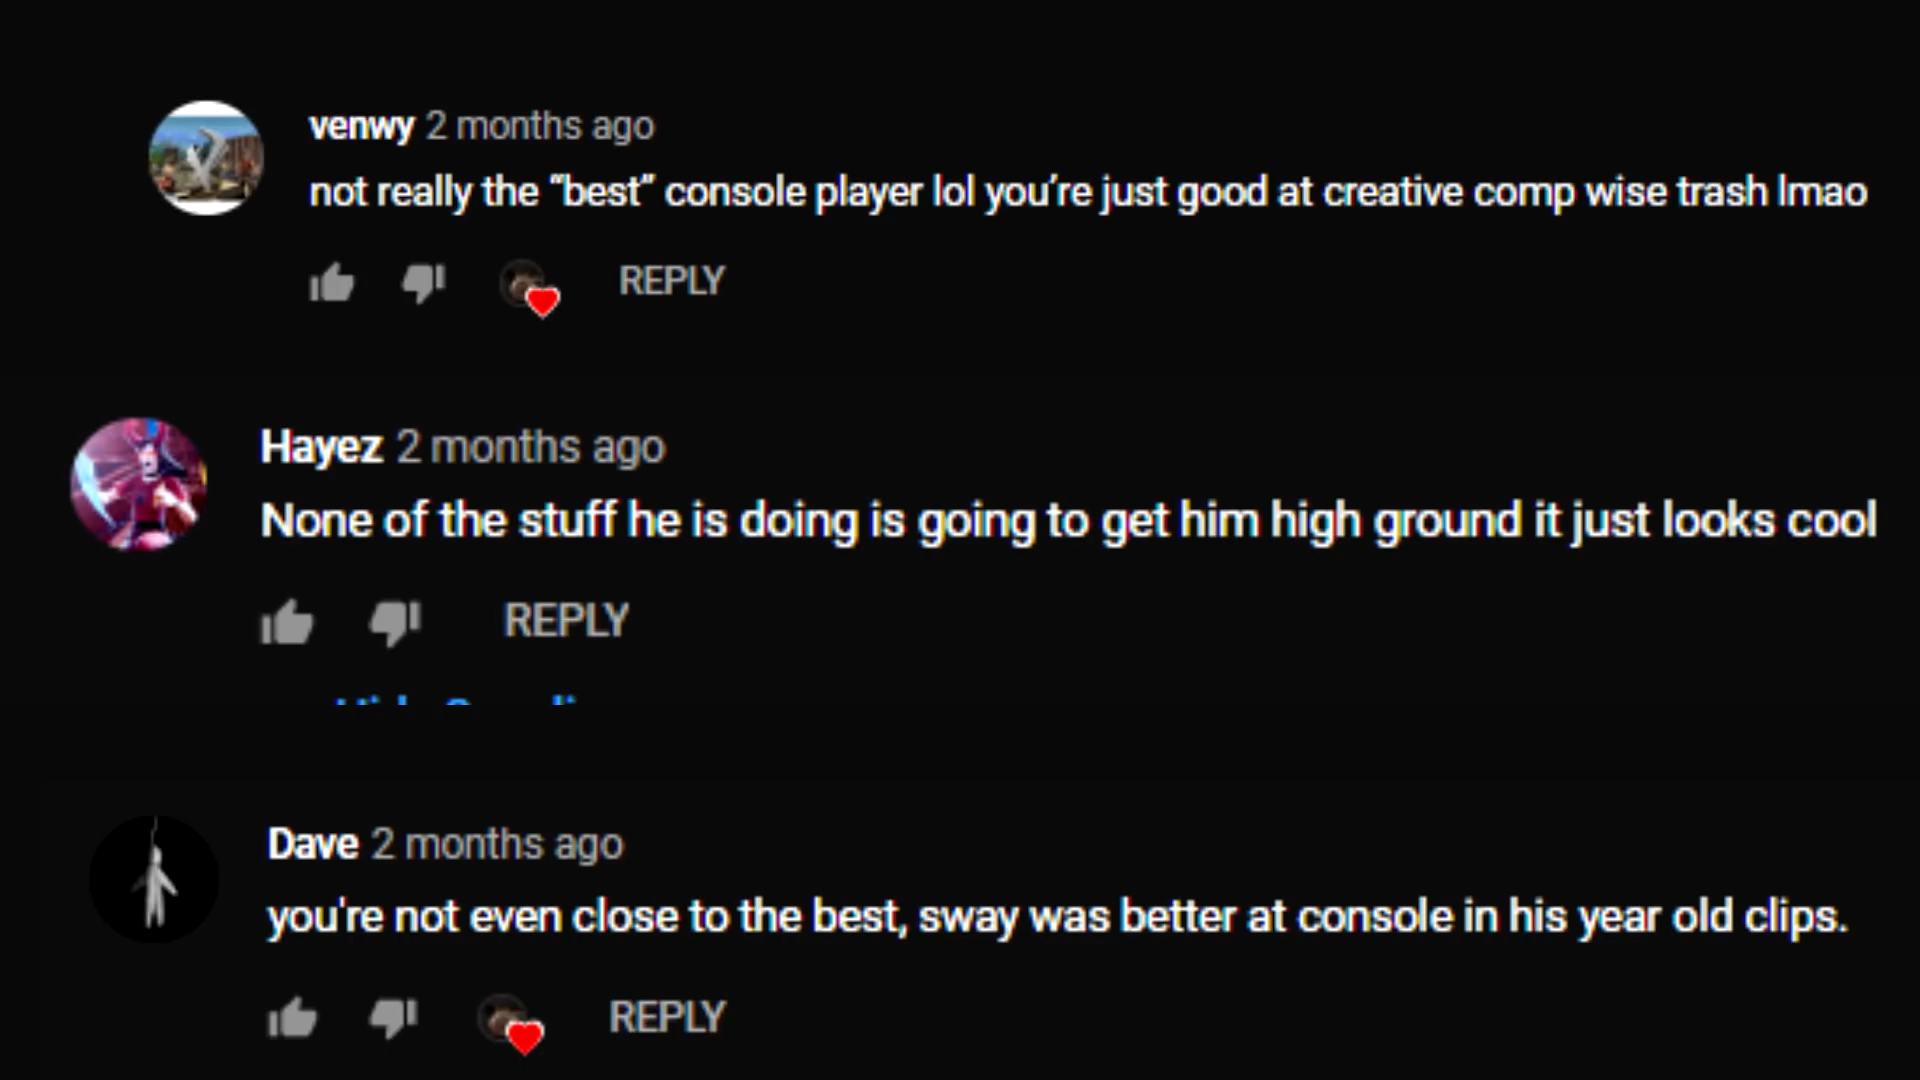 venwy 2 months ago
not really the “best” console player lol you’re just good at creative comp wise trash lmao
REPLY
Hayez 2 months ago
None of the stuff he is doing is going to get him high ground it just looks cool
REPLY
Dave 2 months ago
you're not even close to the best, sway was better at console in his year old clips.
REPLY